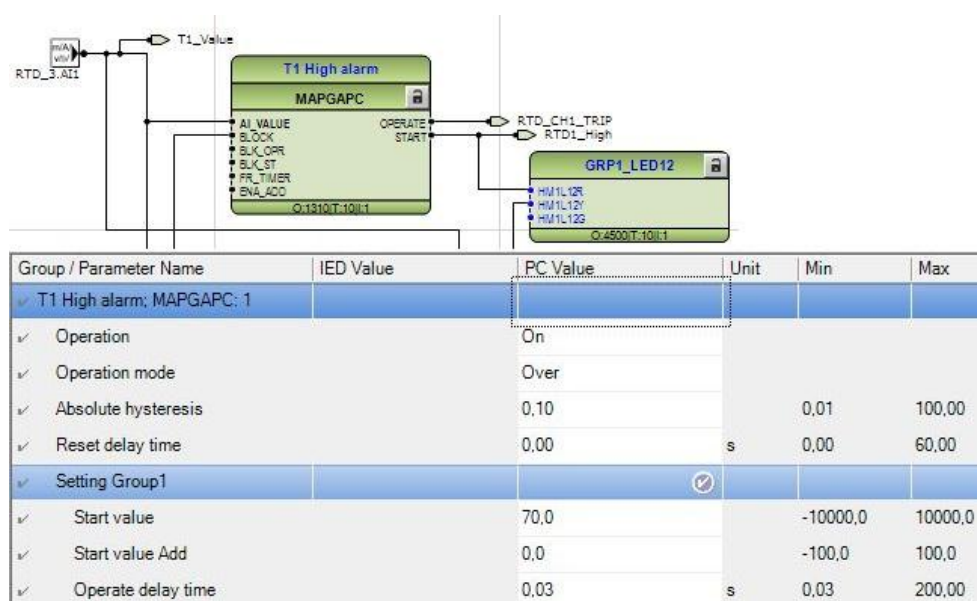 m/A/
v/t/
T1_Value
RTD_3.AI1
T1 High alarm
MAPGAPC
AI_VALUE OPERATE
BLOCK START
BLK_OPR
BLK_ST
FR_TIMER
ENA_ADD
O:1310|T:10|I:1
RTD_CH1_TRIP
RTD1_High
GRP1_LED12
HM1L12R
HM1L12Y
HM1L12G
O:4500|T:10|I:1
Group / Parameter Name IED Value PC Value Unit Min Max
T1 High alarm; MAPGAPC: 1
Operation On
Operation mode Over
Absolute hysteresis 0,10 0,01 100,00
Reset delay time 0,00 s 0,00 60,00
Setting Group1
Start value 70,0 -10000,0 10000,0
Start value Add 0,0 -100,0 100,0
Operate delay time 0,03 s 0,03 200,00